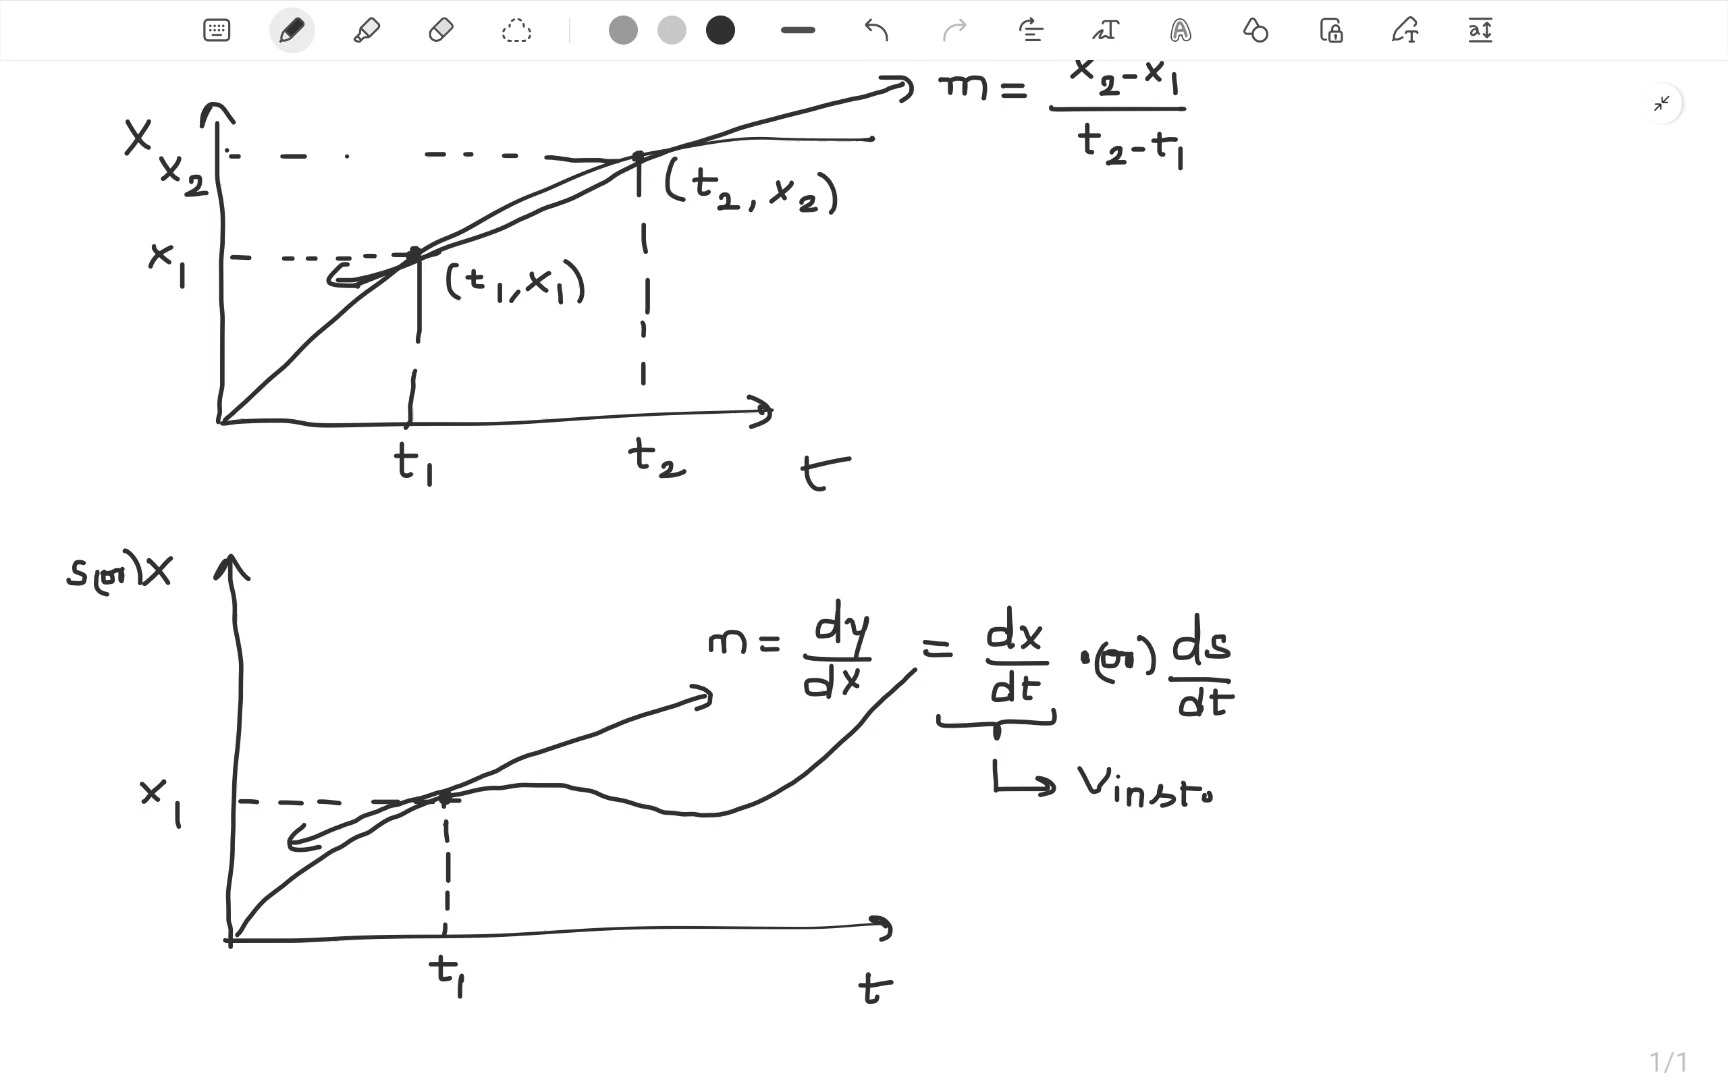 m = x₂-x₁
t₂-t₁
X
x₂
(t₂, x₂)
x₁
(t₁, x₁)
t₁
t₂
t
s(or)X
m = dy/dx = dx/dt .(or) ds/dt
x₁
Vinst.
t₁
t
1/1